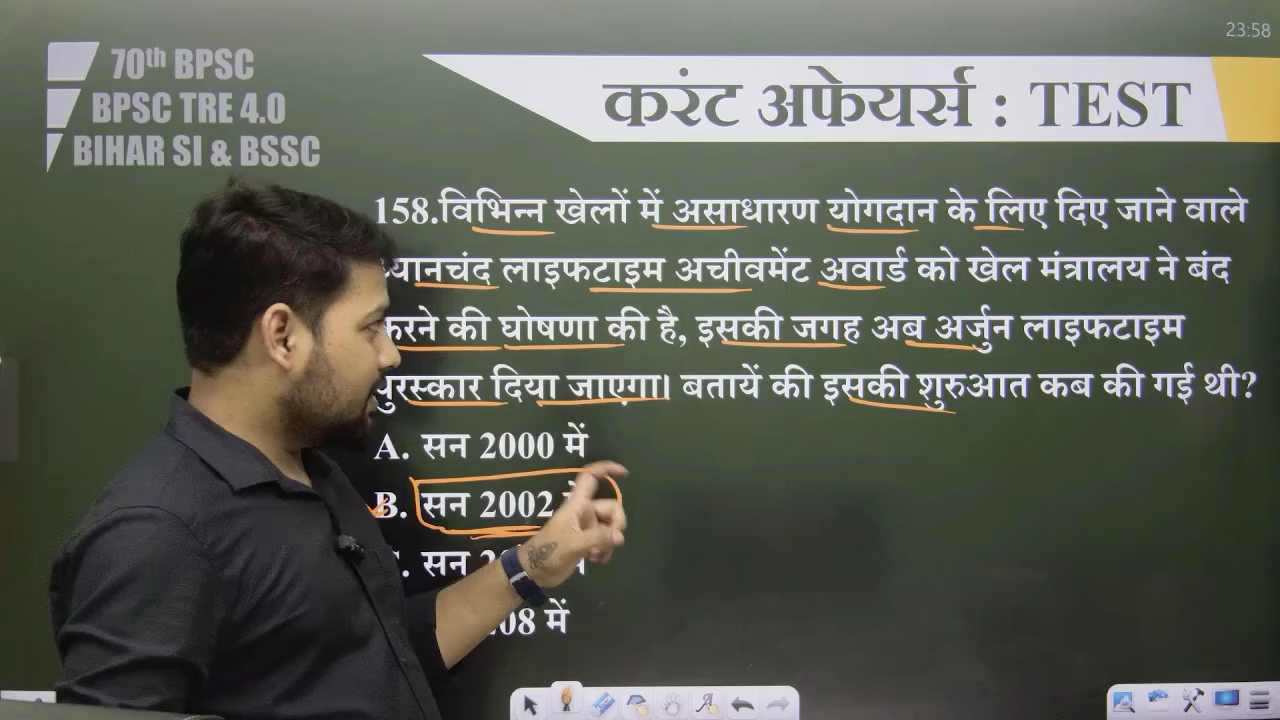 23:58
70th BPSC
BPSC TRE 4.0
BIHAR SI & BSSC
करंट अफेयर्स : TEST
158.विभिन्न खेलों में असाधारण योगदान के लिए दिए जाने वाले
लाइफटाइम अचीवमेंट अवार्ड को खेल मंत्रालय ने बंद
करने की घोषणा की है, इसकी जगह अब अर्जुन लाइफटाइम
पुरस्कार दिया जाएगा। बतायें की इसकी शुरुआत कब की गई थी?
A. सन 2000 में
B. सन 2002
सन
में